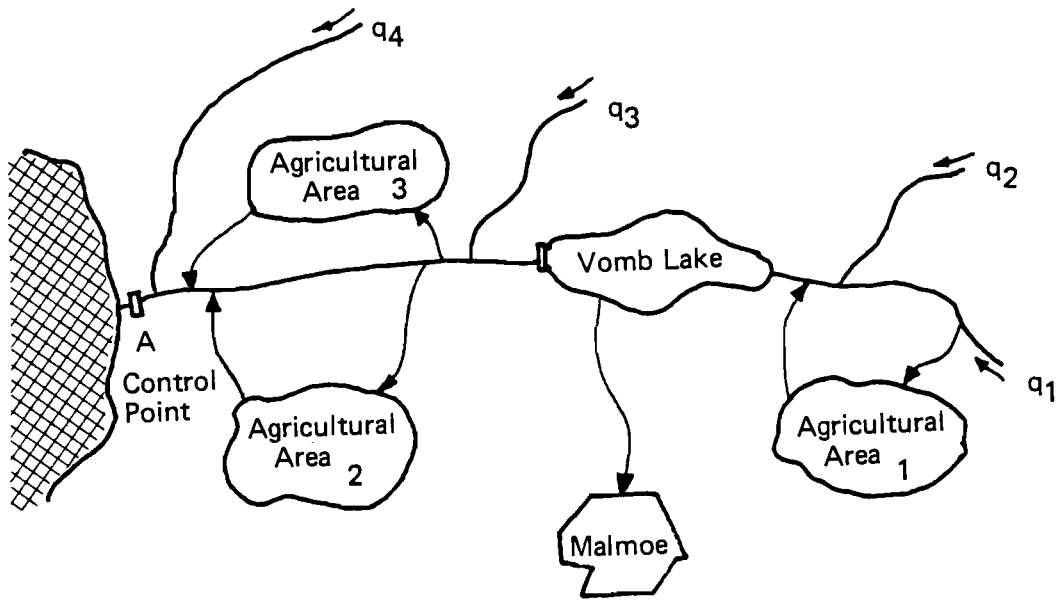 q4
q3
q2
Agricultural
Area 3
Vomb Lake
A
Control
Point
q1
Agricultural
Area 2
Agricultural
Area 1
Malmoe